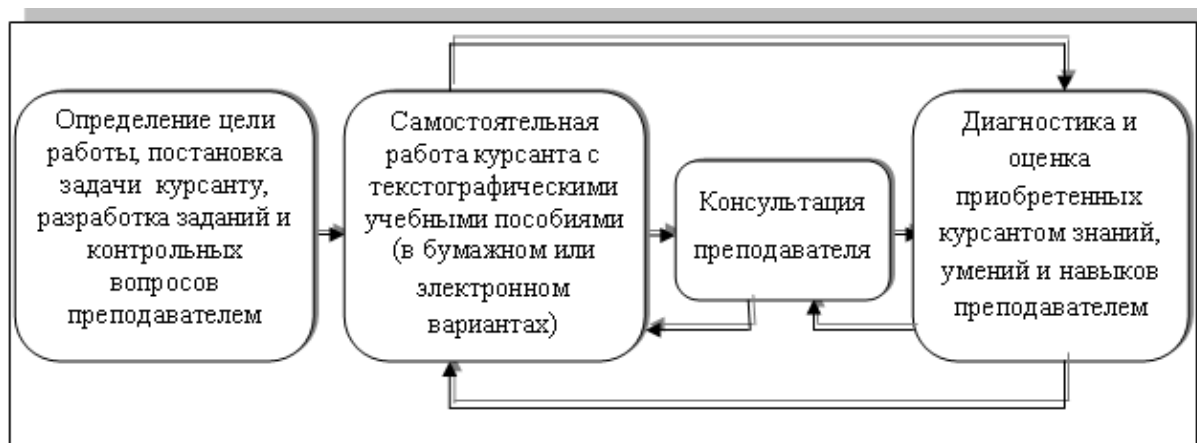 Определение цели
работы, постановка
задачи курсанту,
разработка заданий и
контрольных
вопросов
преподавателем
Самостоятельная
работа курсанта с
текстографическими
учебными пособиями
(в бумажном или
электронном
вариантах)
Консультация
преподавателя
Диагностика и
оценка
приобретенных
курсантом знаний,
умений и навыков
преподавателем